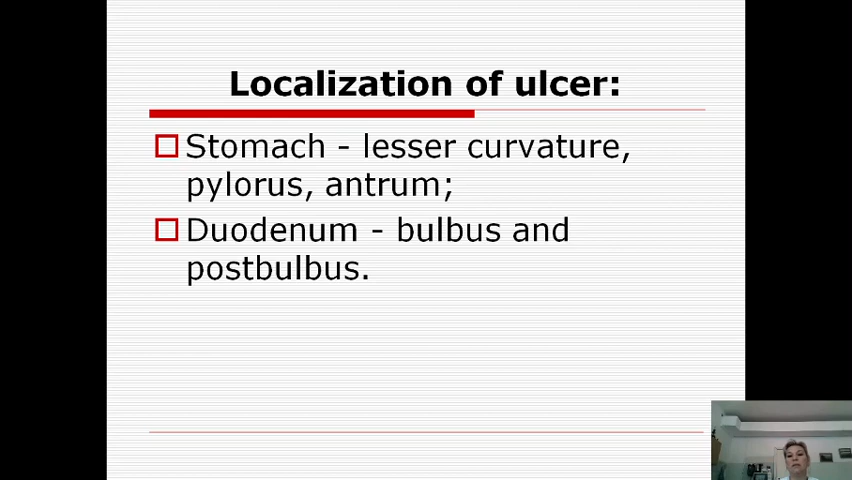 Localization of ulcer:
Stomach - lesser curvature,
pylorus, antrum;
Duodenum - bulbus and
postbulbus.